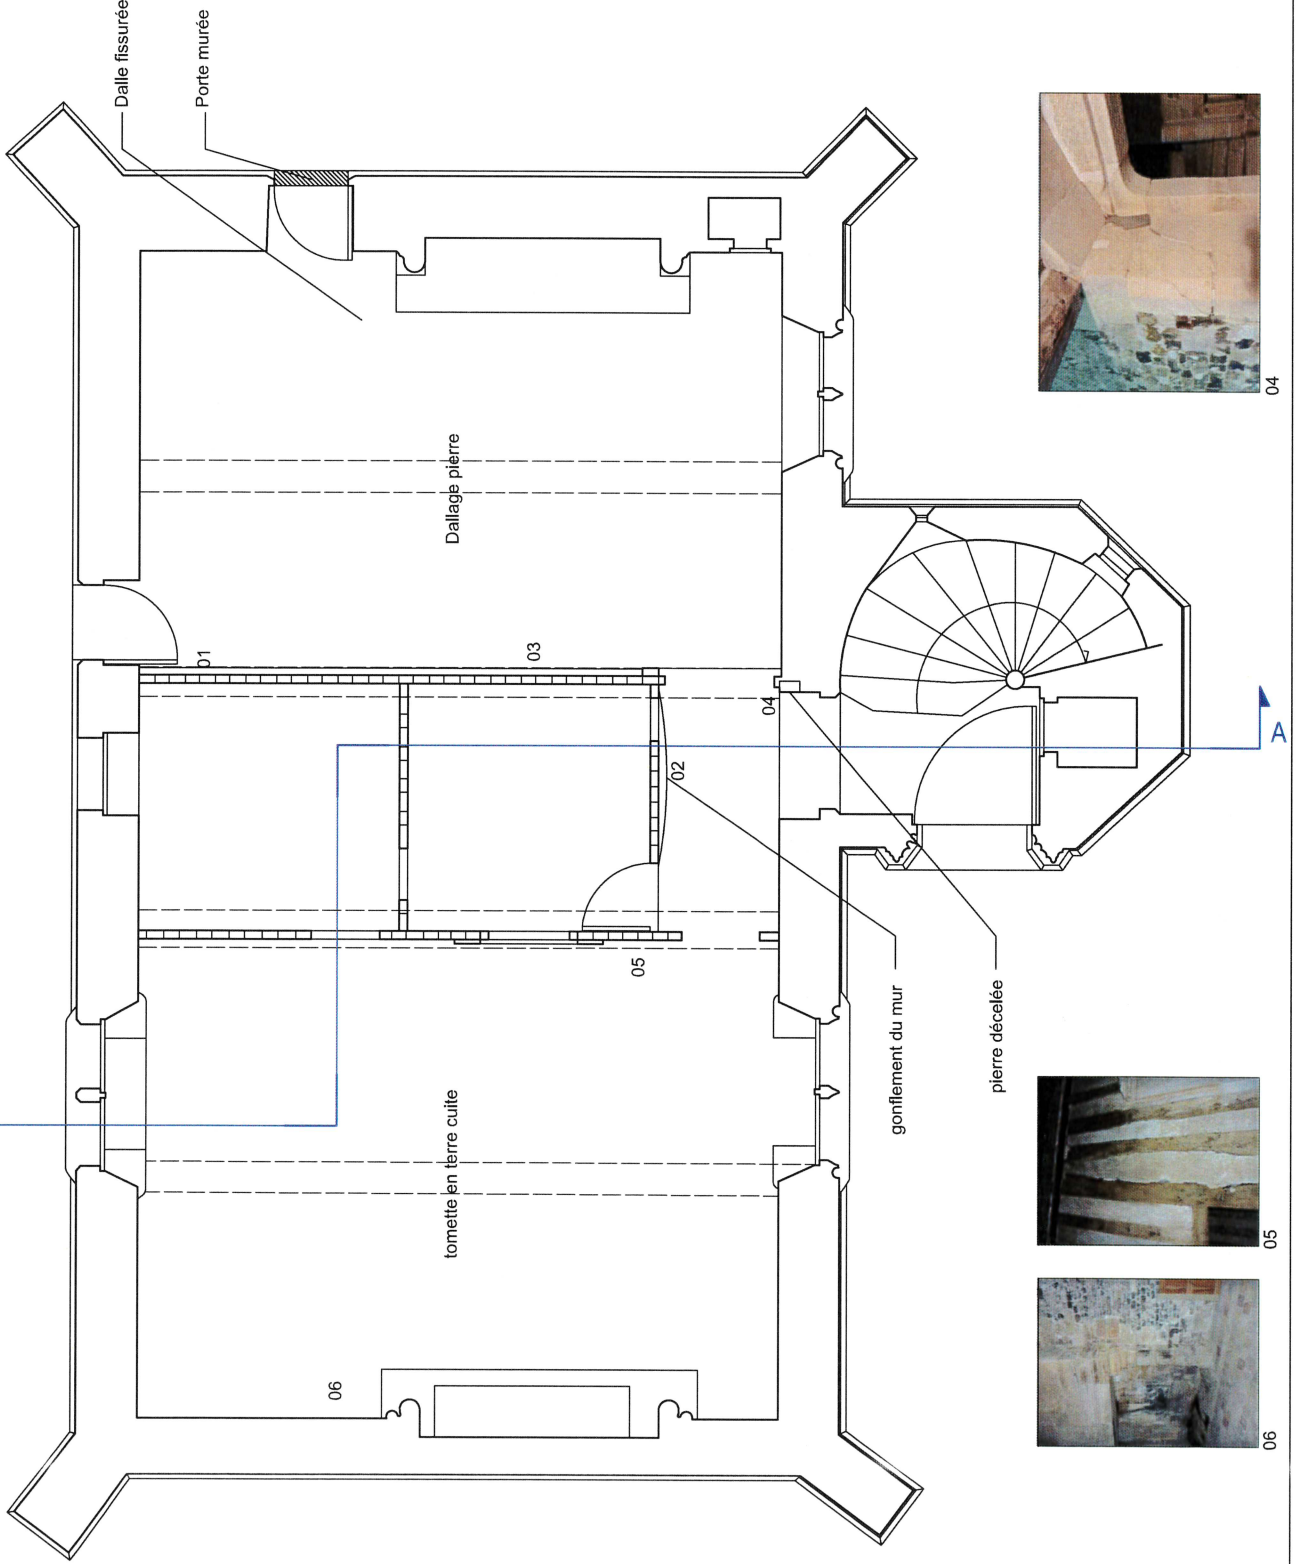 Dalle fissurée
Porte murée
Dallage pierre
01
03
04
02
05
A
gonflement du mur
pierre décelée
tomette en terre cuite
06
04
05
06